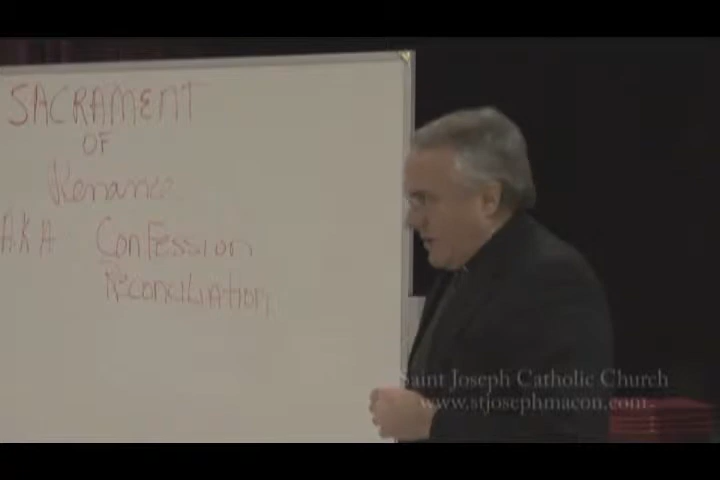 SACRAMENT
OF
Penance
AKA Confession
Reconciliation
Saint Joseph Catholic Church
www.stjosephmacon.com